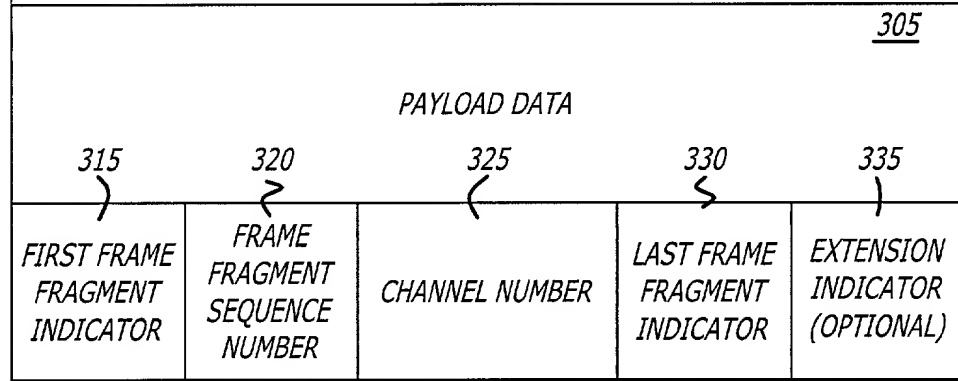 305
PAYLOAD DATA
315 320 325 330 335
FIRST FRAME
FRAGMENT
INDICATOR
FRAME
FRAGMENT
SEQUENCE
NUMBER
CHANNEL NUMBER
LAST FRAME
FRAGMENT
INDICATOR
EXTENSION
INDICATOR
(OPTIONAL)